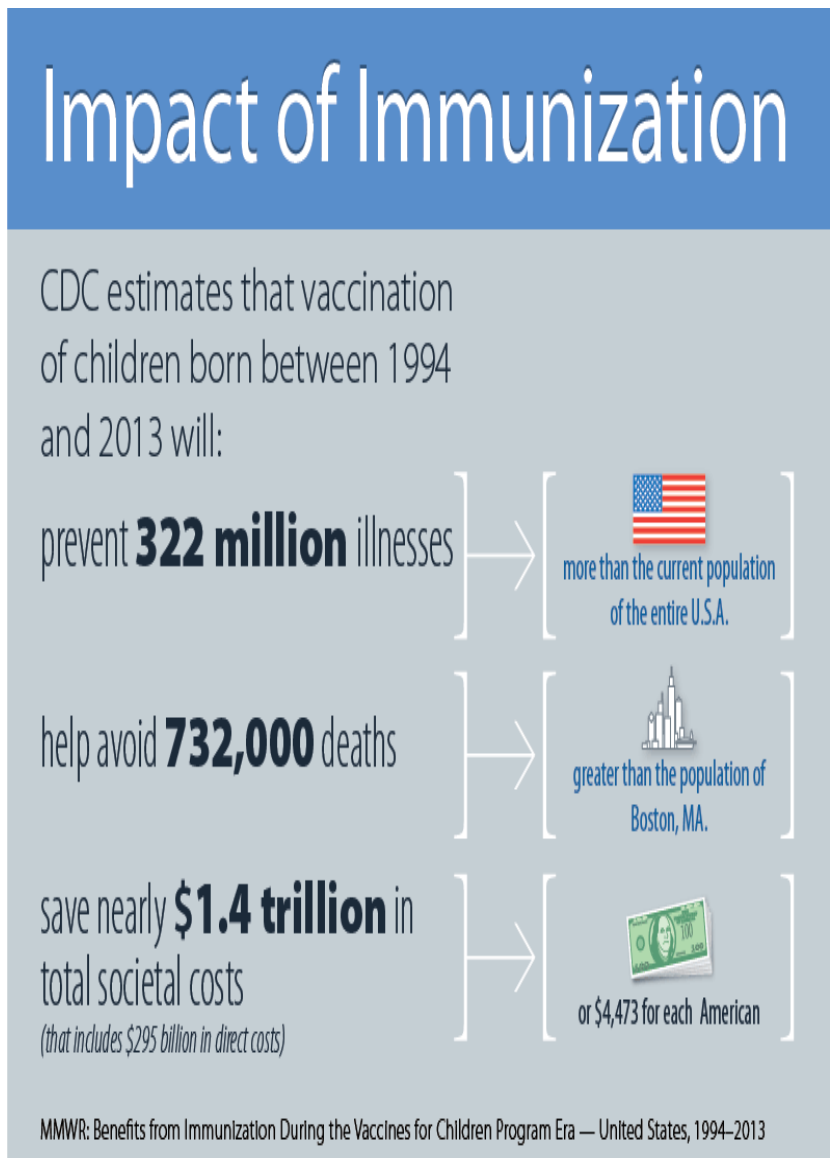 Impact of Immunization
CDC estimates that vaccination
of children born between 1994
and 2013 will:
prevent 322 million illnesses
more than the current population
of the entire U.S.A.
help avoid 732,000 deaths
greater than the population of
Boston, MA.
save nearly $1.4 trillion in
total societal costs
(that includes $295 billion in direct costs)
100
100
or $4,473 for each American
MMWR: Benefits from Immunization During the Vaccines for Children Program Era — United States, 1994–2013